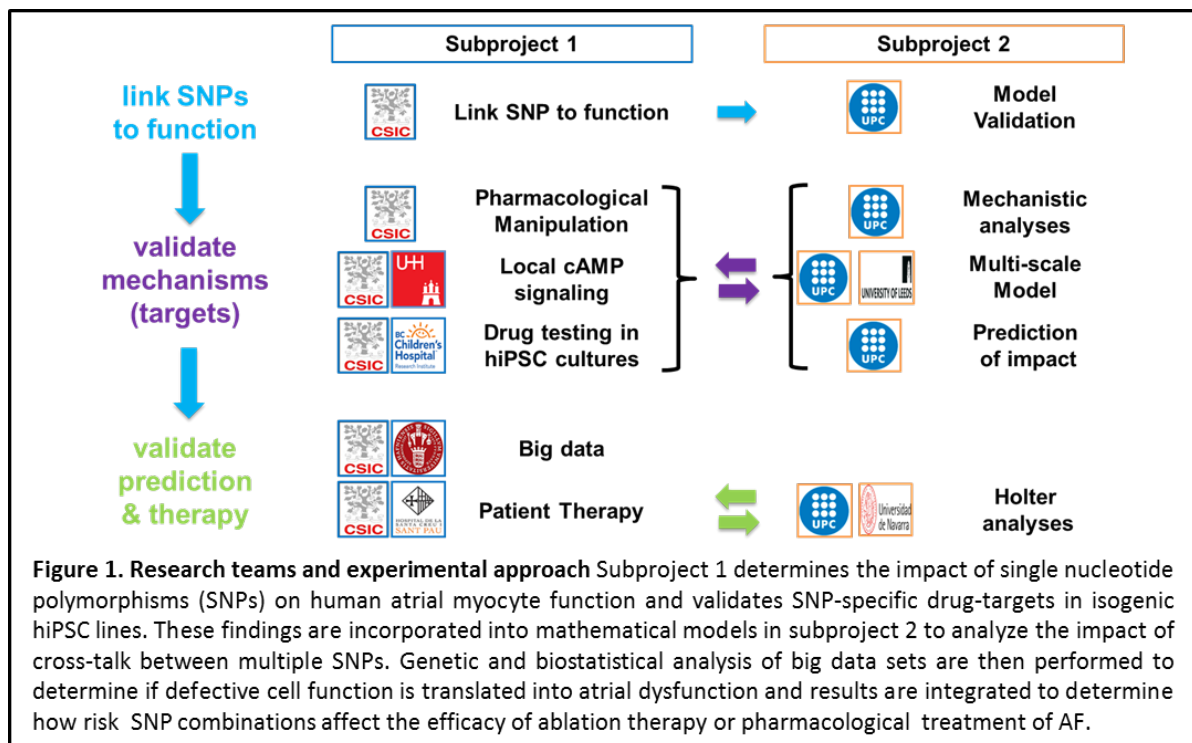 Subproject 1
Subproject 2
link SNPs
to function
CSIC
Link SNP to function
UPC
Model
Validation
validate
mechanisms
(targets)
CSIC
Pharmacological
Manipulation
UPC
Mechanistic
analyses
CSIC
UHH
Local cAMP
signaling
UPC
UNIVERSITY OF LEEDS
Multi-scale
Model
CSIC
BC
Children's
Hospital
Research Institute
Drug testing in
hiPSC cultures
UPC
Prediction
of impact
validate
prediction
& therapy
CSIC
Big data
CSIC
HOSPITAL DE LA
SANTA CREU I
SANT PAU
Patient Therapy
UPC
Universidad
de Navarra
Holter
analyses
Figure 1. Research teams and experimental approach Subproject 1 determines the impact of single nucleotide
polymorphisms (SNPs) on human atrial myocyte function and validates SNP-specific drug-targets in isogenic
hiPSC lines. These findings are incorporated into mathematical models in subproject 2 to analyze the impact of
cross-talk between multiple SNPs. Genetic and biostatistical analysis of big data sets are then performed to
determine if defective cell function is translated into atrial dysfunction and results are integrated to determine
how risk SNP combinations affect the efficacy of ablation therapy or pharmacological treatment of AF.